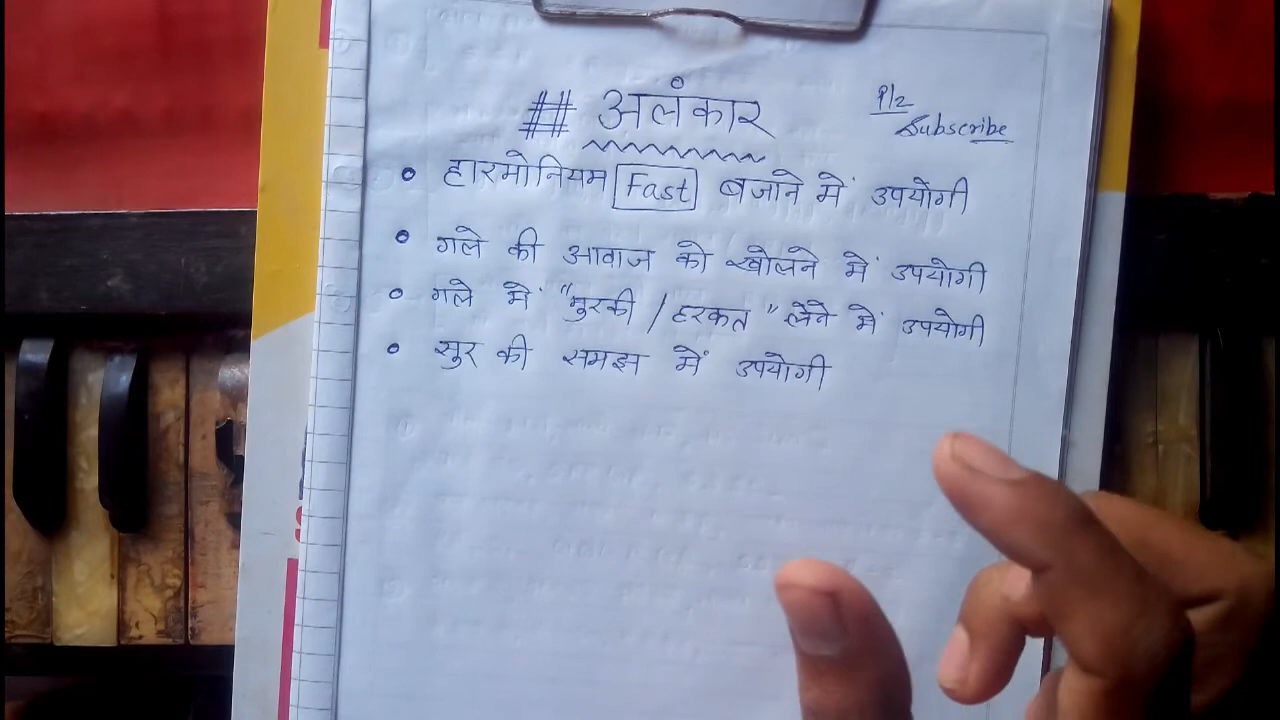 ## अलंकार
Plz
Subscribe
• हारमोनियम Fast बजाने में उपयोगी
• गले की आवाज को खोलने में उपयोगी
• गले में "मुरकी / हरकत" लेने में उपयोगी
• सुर की समझ में उपयोगी